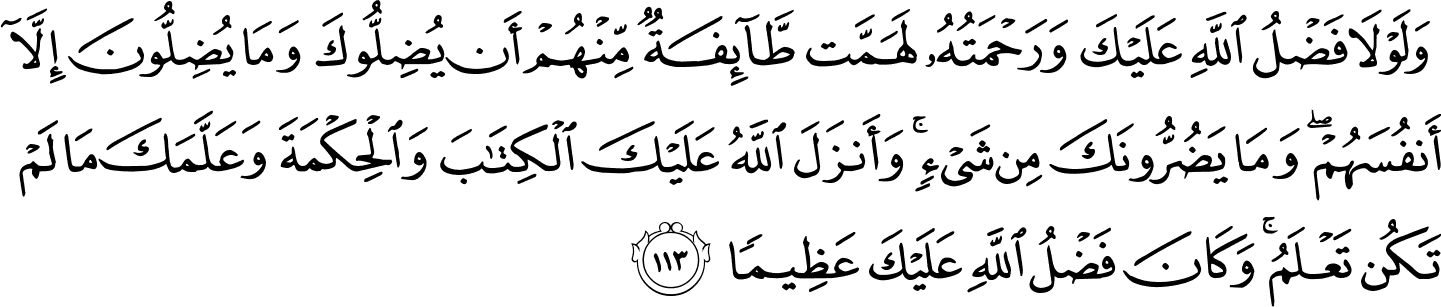 وَلَوْلَا فَضْلُ ٱللَّهِ عَلَيْكَ وَرَحْمَتُهُۥ لَهَمَّت طَّآئِفَةٌ مِّنْهُمْ أَن يُضِلُّوكَ وَمَا يُضِلُّونَ إِلَّآ
أَنفُسَهُمْ ۖ وَمَا يَضُرُّونَكَ مِن شَىْءٍ ۚ وَأَنزَلَ ٱللَّهُ عَلَيْكَ ٱلْكِتَٰبَ وَٱلْحِكْمَةَ وَعَلَّمَكَ مَا لَمْ
تَكُن تَعْلَمُ ۚ وَكَانَ فَضْلُ ٱللَّهِ عَلَيْكَ عَظِيمًا ١١٣